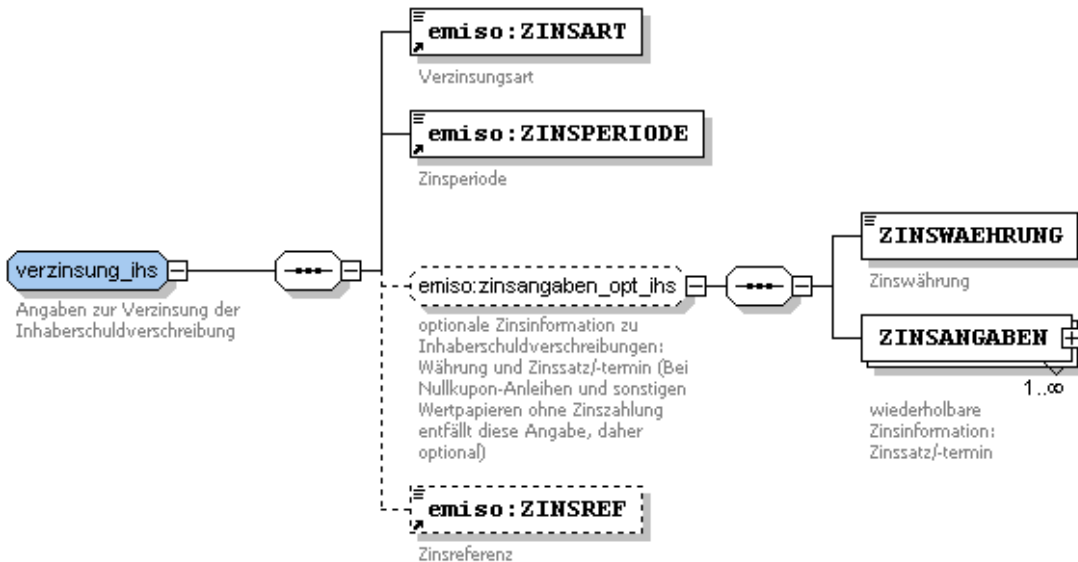 emiso:ZINSART
Verzinsungsart
emiso:ZINSPERIODE
Zinsperiode
verzinsung_ihs
Angaben zur Verzinsung der
Inhaberschuldverschreibung
emiso:zinsangaben_opt_ihs
optionale Zinsinformation zu
Inhaberschuldverschreibungen:
Währung und Zinssatz/-termin (Bei
Nullkupon-Anleihen und sonstigen
Wertpapieren ohne Zinszahlung
entfällt diese Angabe, daher
optional)
ZINSWAEHRUNG
Zinswährung
ZINSANGABEN
1..∞
wiederholbare
Zinsinformation:
Zinssatz/-termin
emiso:ZINSREF
Zinsreferenz